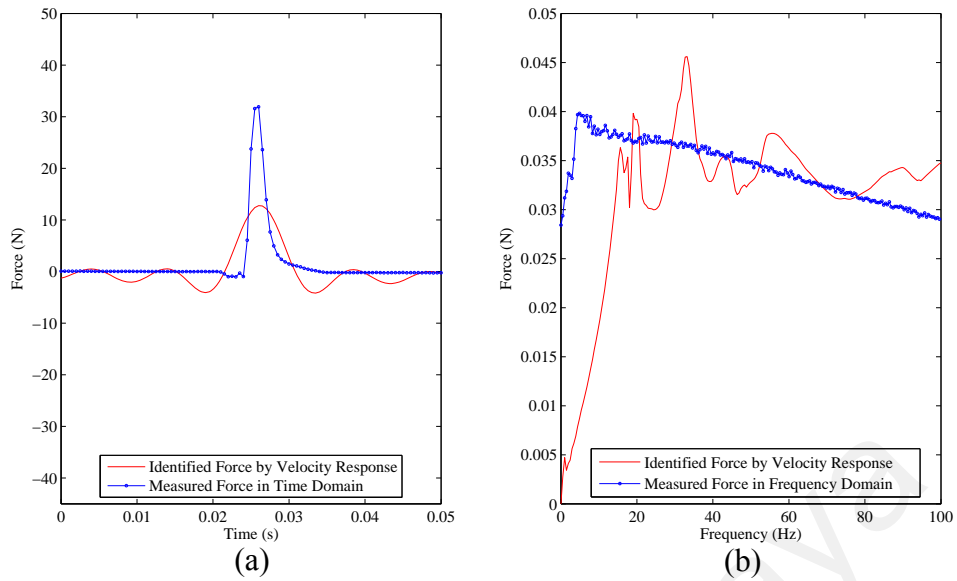 50
40
30
20
10
0
−10
−20
−30
−40
Force (N)
0 0.01 0.02 0.03 0.04 0.05
Time (s)
Identified Force by Velocity Response
Measured Force in Time Domain
(a)
0.05
0.045
0.04
0.035
0.03
0.025
0.02
0.015
0.01
0.005
0
Force (N)
0 20 40 60 80 100
Frequency (Hz)
Identified Force by Velocity Response
Measured Force in Frequency Domain
(b)